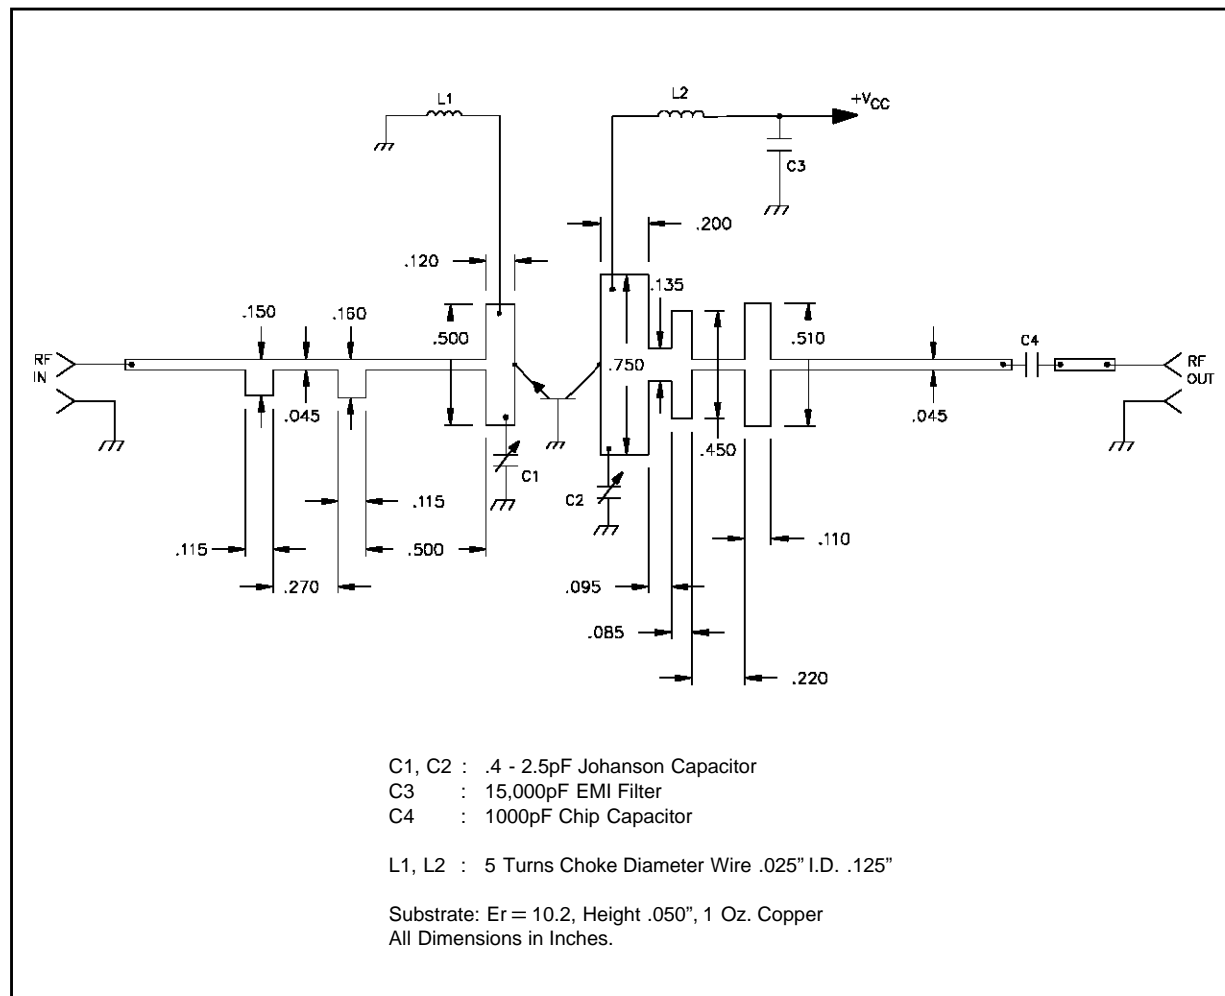 L1
L2
+VCC
C3
.200
.120
.135
.150
.160
.500
.510
C4
RF
IN
.750
RF
OUT
.045
.045
.450
C1
C2
.115
.115
.500
.110
.270
.095
.085
.220
C1, C2 : .4 - 2.5pF Johanson Capacitor
C3 : 15,000pF EMI Filter
C4 : 1000pF Chip Capacitor
L1, L2 : 5 Turns Choke Diameter Wire .025” I.D. .125”
Substrate: Er = 10.2, Height .050”, 1 Oz. Copper
All Dimensions in Inches.